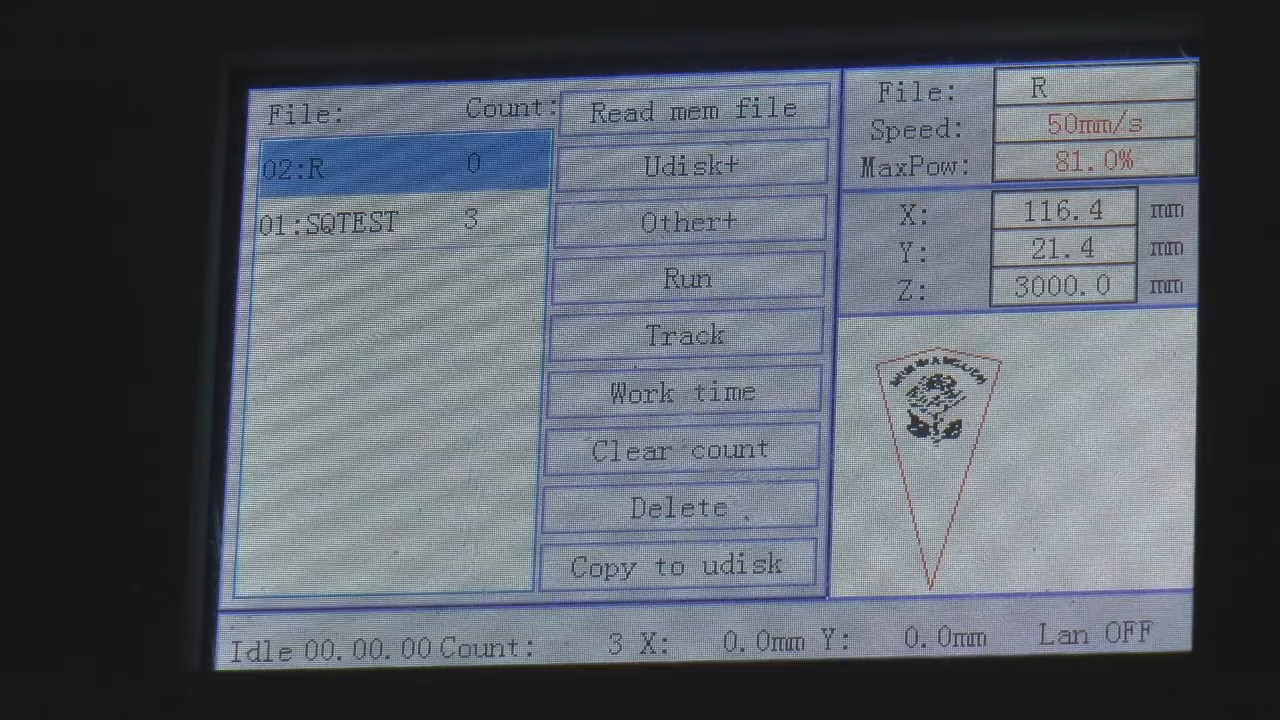 File: Count:
02:R 0
01:SQTEST 3
Read mem file
Udisk+
Other+
Run
Track
Work time
Clear count
Delete
Copy to udisk
File: R
Speed: 50mm/s
MaxPow: 81.0%
X: 116.4 mm
Y: 21.4 mm
Z: 3000.0 mm
Idle 00.00.00 Count: 3 X: 0.0mm Y: 0.0mm Lan OFF